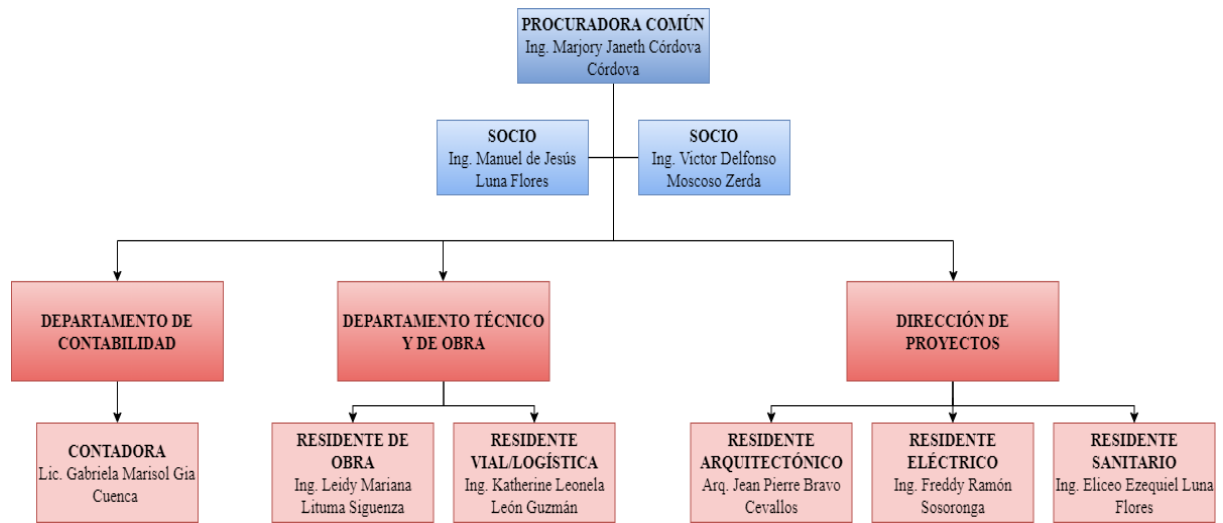 PROCURADORA COMÚN
Ing. Marjory Janeth Córdova
Córdova
SOCIO
Ing. Manuel de Jesús
Luna Flores
SOCIO
Ing. Victor Delfonso
Moscoso Zerda
DEPARTAMENTO DE
CONTABILIDAD
DEPARTAMENTO TÉCNICO
Y DE OBRA
DIRECCIÓN DE
PROYECTOS
CONTADORA
Lic. Gabriela Marisol Gia
Cuenca
RESIDENTE DE
OBRA
Ing. Leidy Mariana
Lituma Siguenza
RESIDENTE
VIAL/LOGÍSTICA
Ing. Katherine Leonela
León Guzmán
RESIDENTE
ARQUITECTÓNICO
Arq. Jean Pierre Bravo
Cevallos
RESIDENTE
ELÉCTRICO
Ing. Freddy Ramón
Sosoronga
RESIDENTE
SANITARIO
Ing. Eliceo Ezequiel Luna
Flores